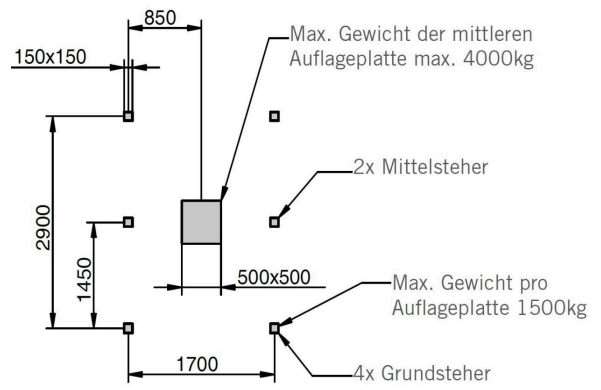 850
Max. Gewicht der mittleren
Auflageplatte max. 4000kg
150x150
2x Mittelsteher
2900
1450
500x500
Max. Gewicht pro
Auflageplatte 1500kg
1700
4x Grundsteher